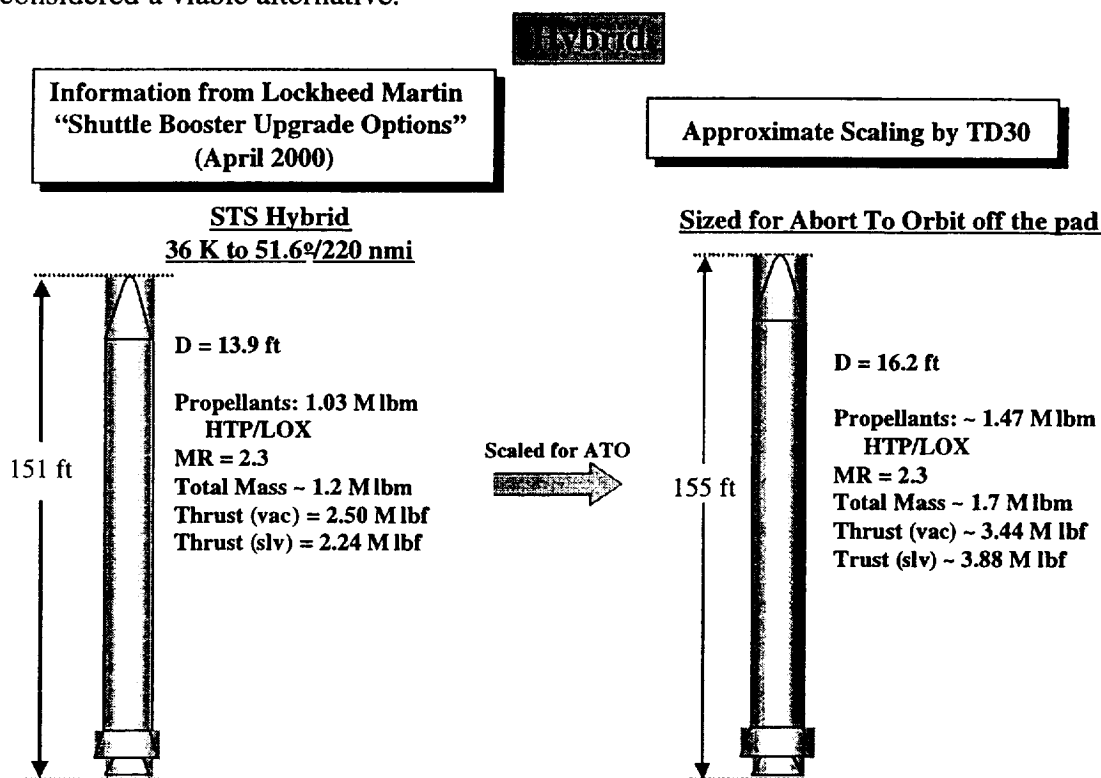 considered a viable alternative.
Hybrid
Information from Lockheed Martin
“Shuttle Booster Upgrade Options”
(April 2000)
Approximate Scaling by TD30
STS Hybrid
36 K to 51.6º/220 nmi
Sized for Abort To Orbit off the pad
151 ft
D = 13.9 ft
Propellants: 1.03 M lbm
HTP/LOX
MR = 2.3
Total Mass ~ 1.2 M lbm
Thrust (vac) = 2.50 M lbf
Thrust (slv) = 2.24 M lbf
Scaled for ATO
155 ft
D = 16.2 ft
Propellants: ~ 1.47 M lbm
HTP/LOX
MR = 2.3
Total Mass ~ 1.7 M lbm
Thrust (vac) ~ 3.44 M lbf
Trust (slv) ~ 3.88 M lbf